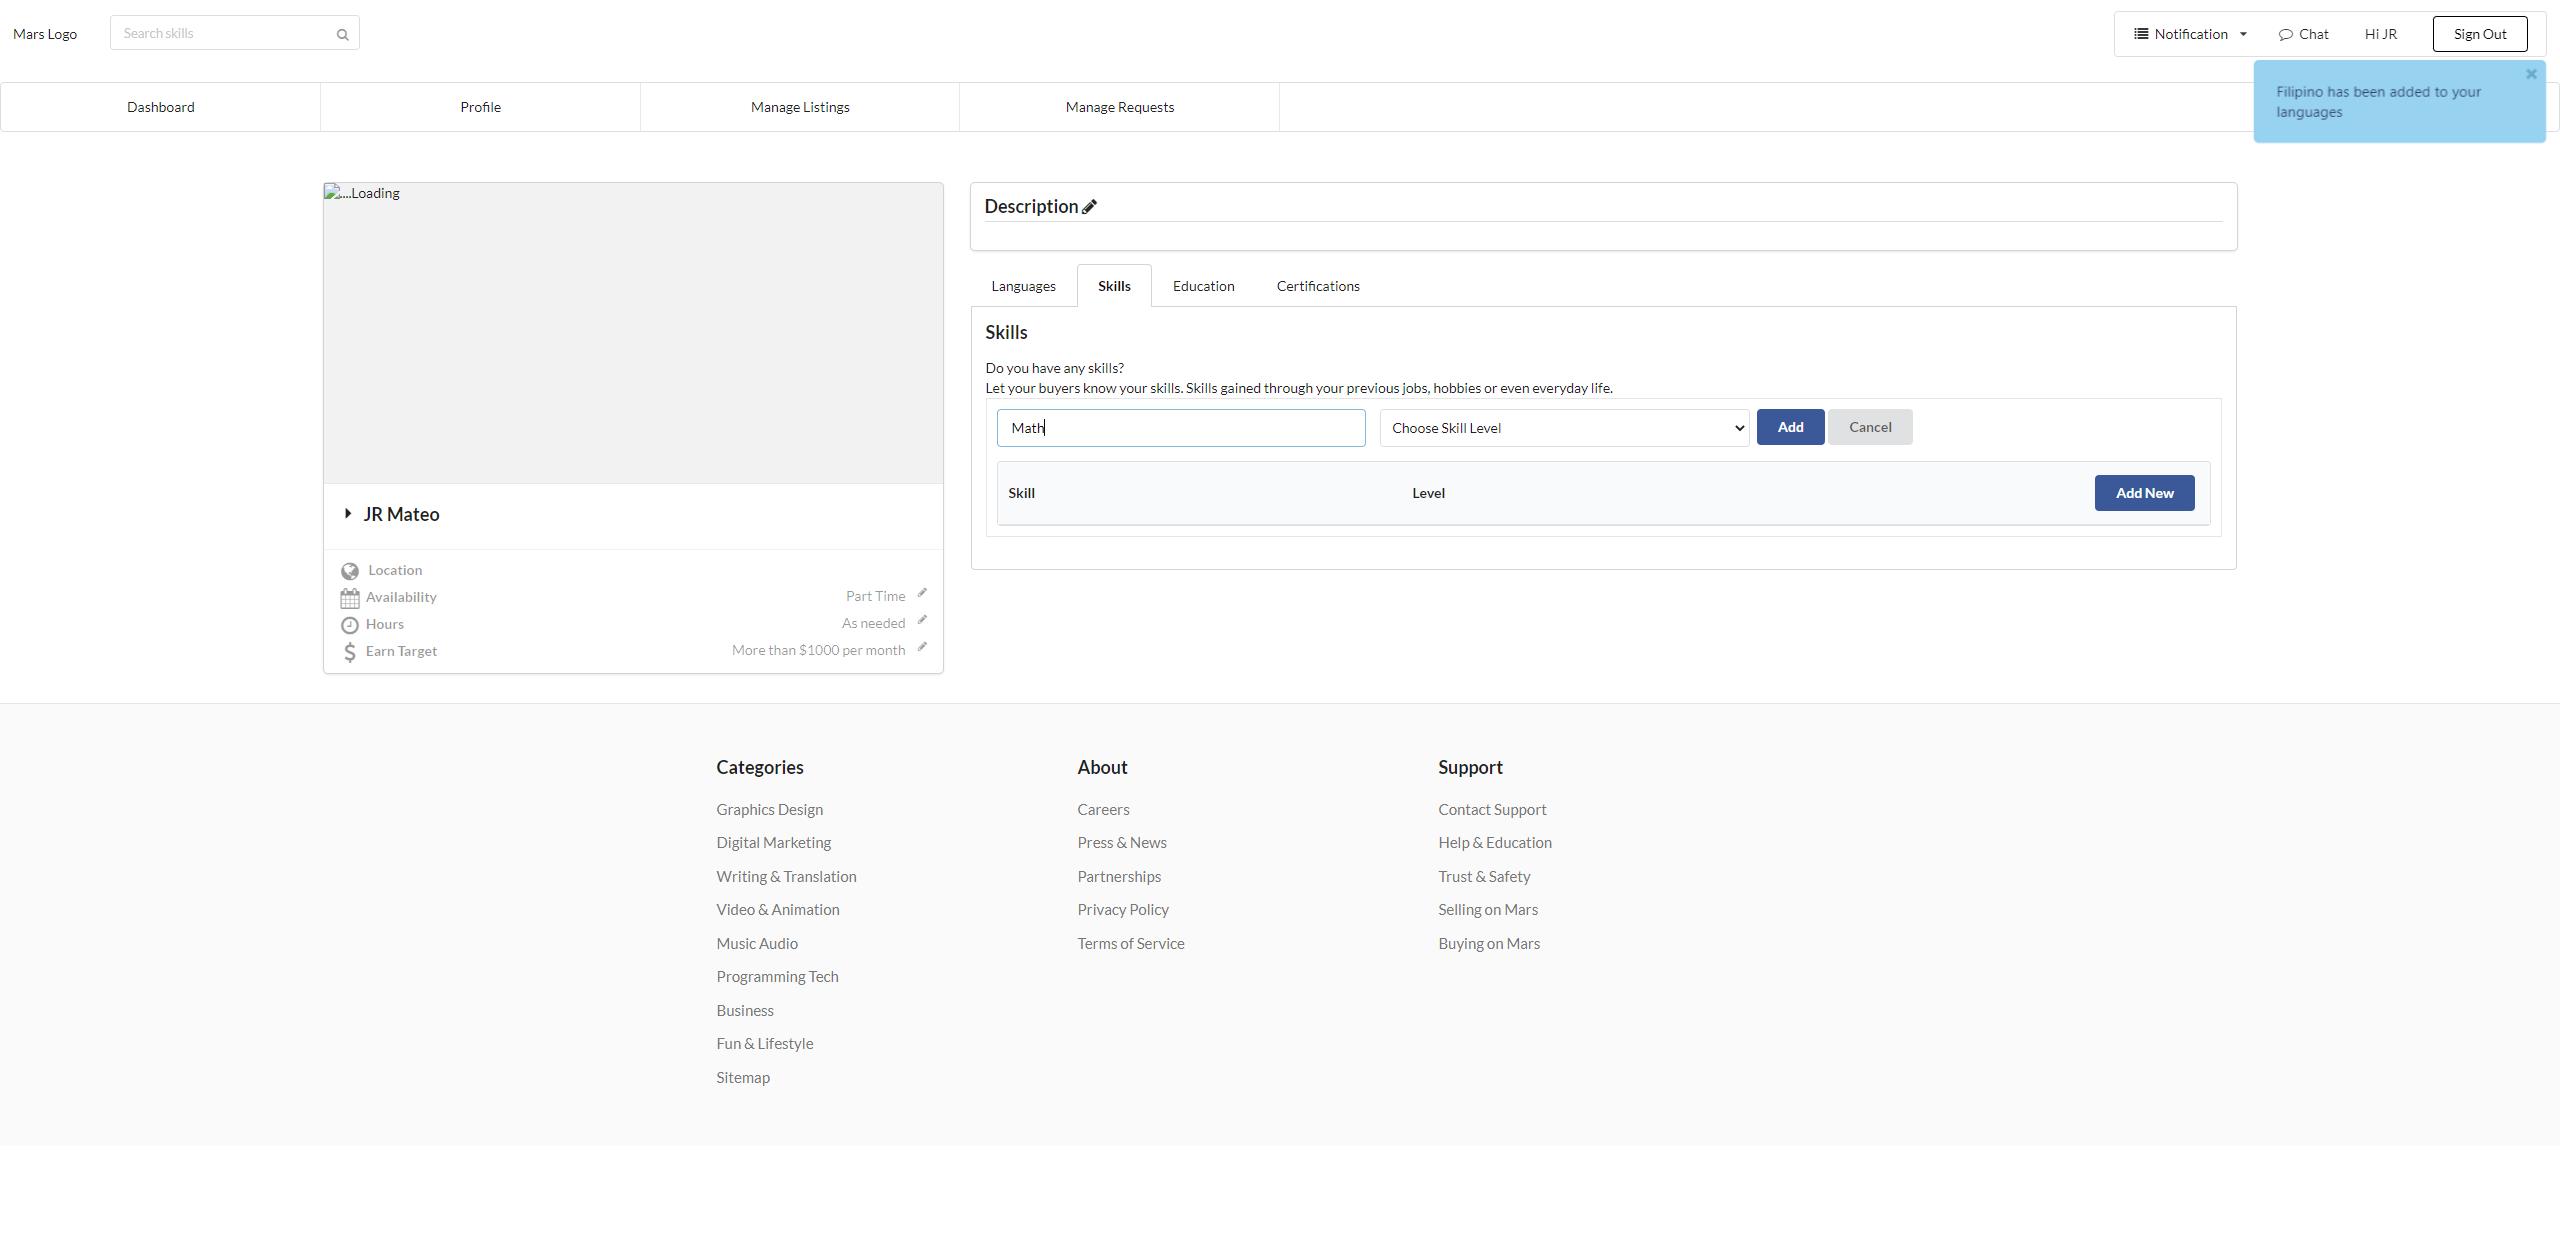 Mars Logo
Search skills
Notification
Chat
Hi JR
Sign Out
Dashboard
Profile
Manage Listings
Manage Requests
Filipino has been added to your
languages
....Loading
JR Mateo
Location
Availability
Part Time
Hours
As needed
Earn Target
More than $1000 per month
Description
Languages
Skills
Education
Certifications
Skills
Do you have any skills?
Let your buyers know your skills. Skills gained through your previous jobs, hobbies or even everyday life.
Math
Choose Skill Level
Add
Cancel
Skill
Level
Add New
Categories
Graphics Design
Digital Marketing
Writing & Translation
Video & Animation
Music Audio
Programming Tech
Business
Fun & Lifestyle
Sitemap
About
Careers
Press & News
Partnerships
Privacy Policy
Terms of Service
Support
Contact Support
Help & Education
Trust & Safety
Selling on Mars
Buying on Mars